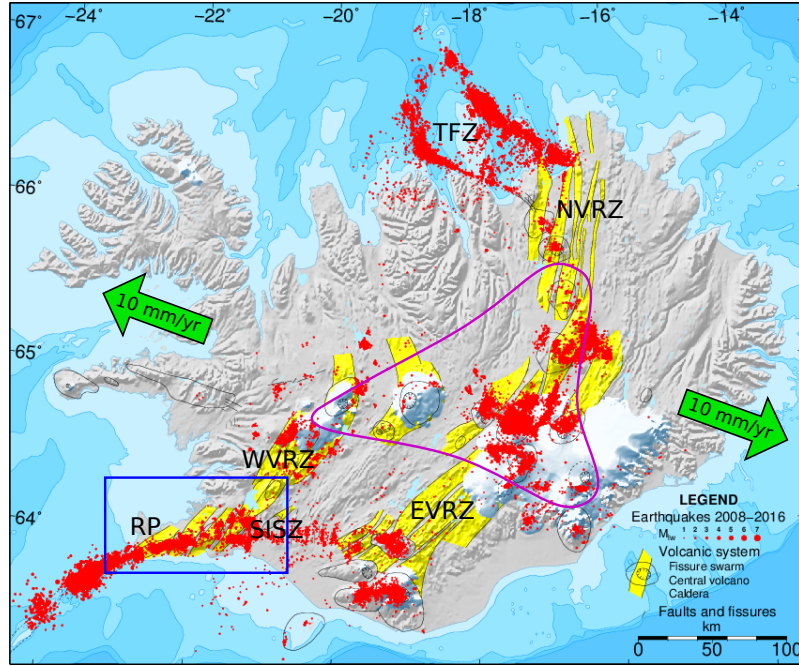 −24° −22° −20° −18° −16° −14°
67°
66°
65°
64°
TFZ
NVRZ
10 mm/yr
10 mm/yr
WVRZ
EVRZ
RP
SISZ
LEGEND
Earthquakes 2008−2016
Mlw 1 2 3 4 5 6 7
Volcanic system
Fissure swarm
Central volcano
Caldera
Faults and fissures
km
0 50 100